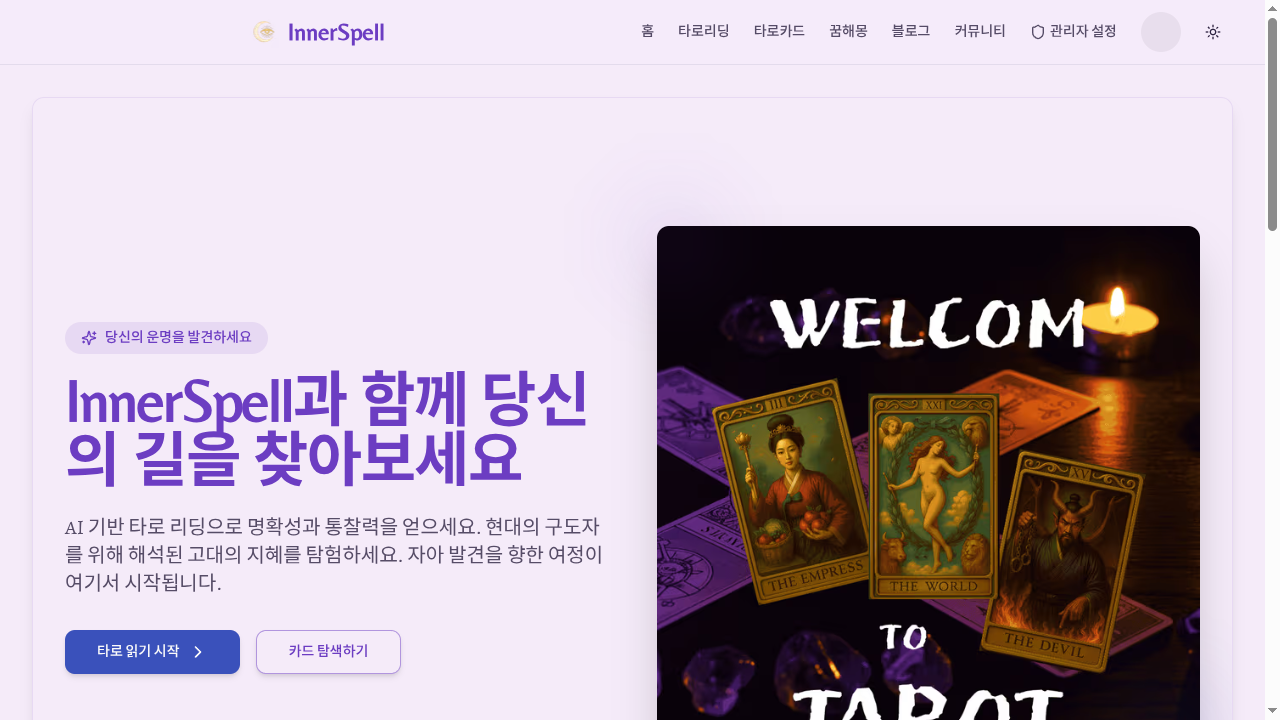 InnerSpell
홈
타로리딩
타로카드
꿈해몽
블로그
커뮤니티
관리자 설정
당신의 운명을 발견하세요
InnerSpell과 함께 당신
의 길을 찾아보세요
AI 기반 타로 리딩으로 명확성과 통찰력을 얻으세요. 현대의 구도자
를 위해 해석된 고대의 지혜를 탐험하세요. 자아 발견을 향한 여정이
여기서 시작됩니다.
타로 읽기 시작
카드 탐색하기
WELCOM
III
THE EMPRESS
XXI
THE WORLD
XV
THE DEVIL
TO
TAROT